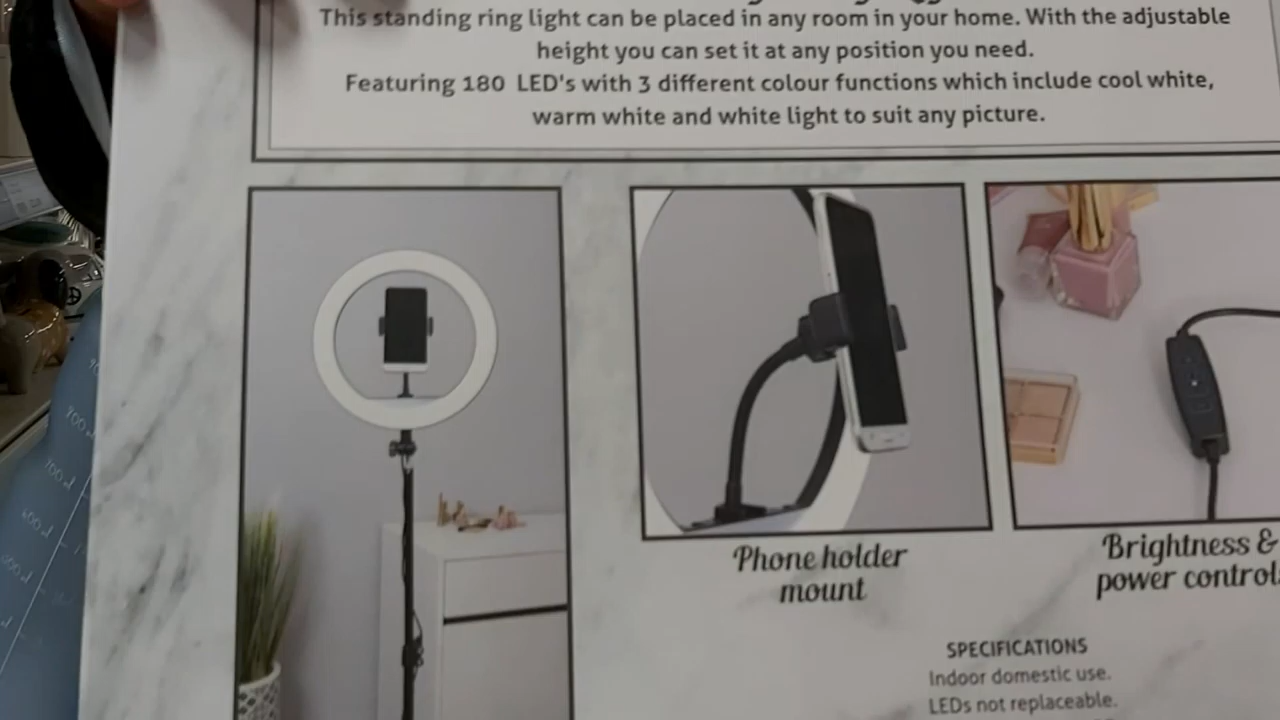 This standing ring light can be placed in any room in your home. With the adjustable
height you can set it at any position you need.
Featuring 180 LED's with 3 different colour functions which include cool white,
warm white and white light to suit any picture.
Phone holder
mount
Brightness &
power control
SPECIFICATIONS
Indoor domestic use.
LEDs not replaceable.